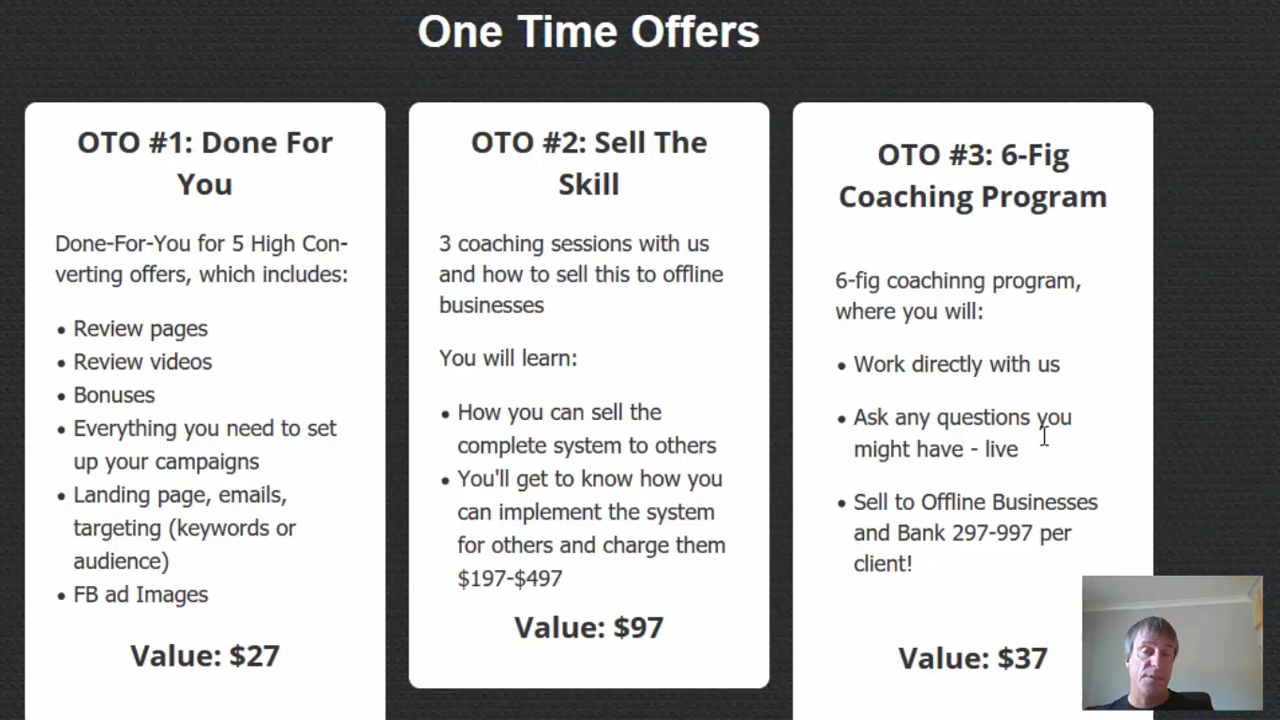 One Time Offers
OTO #1: Done For
You
Done-For-You for 5 High Con-
verting offers, which includes:
• Review pages
• Review videos
• Bonuses
• Everything you need to set
up your campaigns
• Landing page, emails,
targeting (keywords or
audience)
• FB ad Images
Value: $27
OTO #2: Sell The
Skill
3 coaching sessions with us
and how to sell this to offline
businesses
You will learn:
• How you can sell the
complete system to others
• You'll get to know how you
can implement the system
for others and charge them
$197-$497
Value: $97
OTO #3: 6-Fig
Coaching Program
6-fig coachinng program,
where you will:
• Work directly with us
• Ask any questions you
might have - live
• Sell to Offline Businesses
and Bank 297-997 per
client!
Value: $37